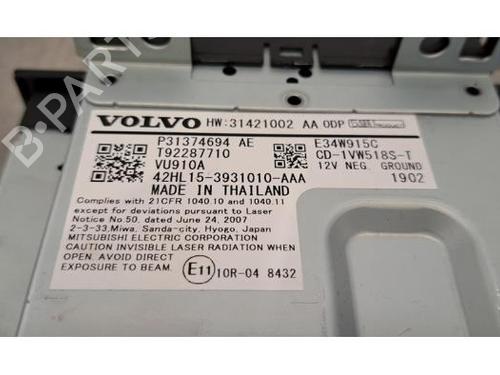 VOLVO HW:31421002 AA 0DP
P31374694 AE E34W915C
T92287710 CD-1VW518S-T
VU910A 12V NEG. GROUND
42HL15-3931010-AAA 1902
MADE IN THAILAND
Complies with 21CFR 1040.10 and 1040.11
except for deviations pursuant to Laser
Notice No.50, dated June 24, 2007
2-3-33,Miwa, Sanda-city, Hyogo, Japan
MITSUBISHI ELECTRIC CORPORATION
CAUTION INVISIBLE LASER RADIATION WHEN
OPEN. AVOID DIRECT
EXPOSURE TO BEAM.
E11 10R-04 8432
B-PARTS